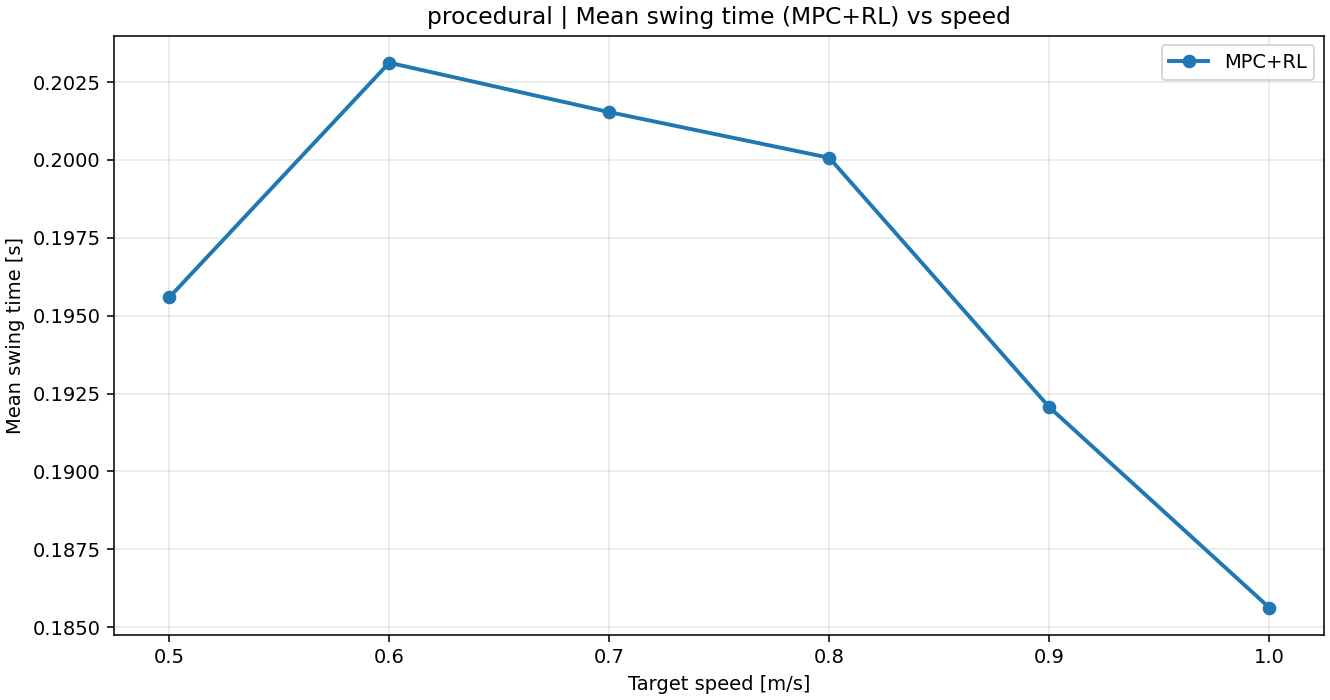 procedural | Mean swing time (MPC+RL) vs speed
MPC+RL
Mean swing time [s]
0.2025
0.2000
0.1975
0.1950
0.1925
0.1900
0.1875
0.1850
0.5 0.6 0.7 0.8 0.9 1.0
Target speed [m/s]